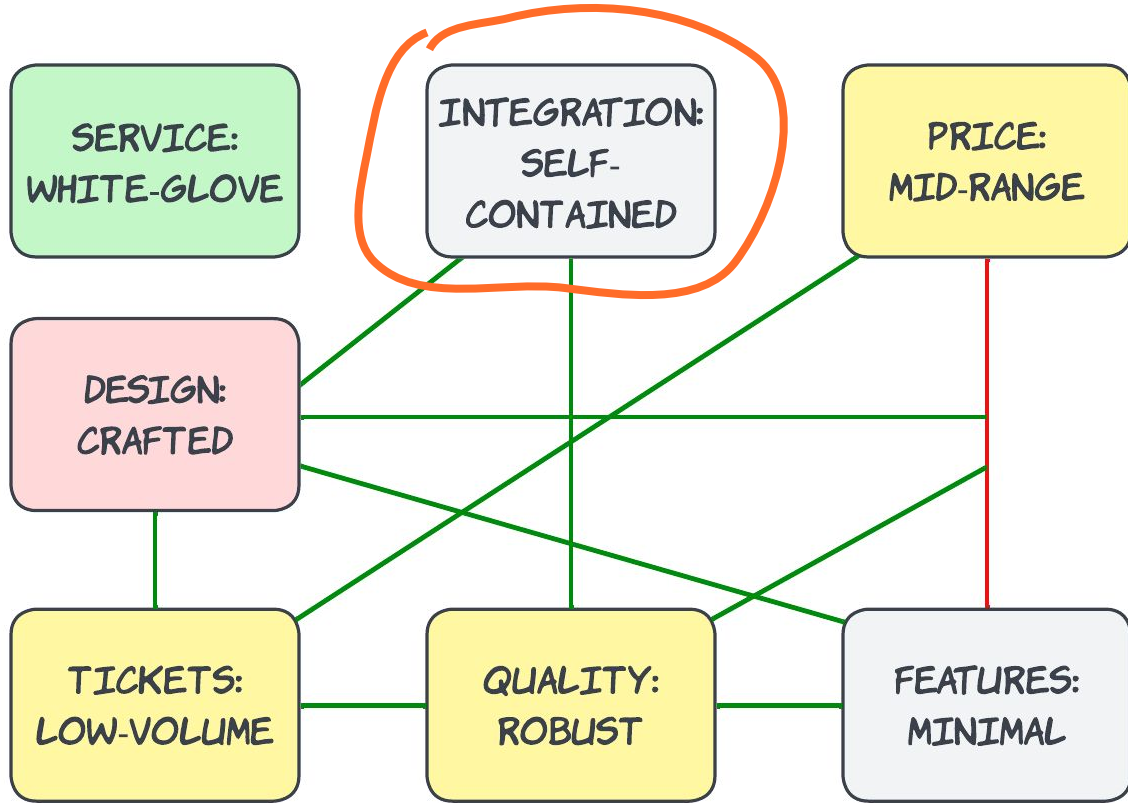 SERVICE:
WHITE-GLOVE
INTEGRATION:
SELF-
CONTAINED
PRICE:
MID-RANGE
DESIGN:
CRAFTED
TICKETS:
LOW-VOLUME
QUALITY:
ROBUST
FEATURES:
MINIMAL